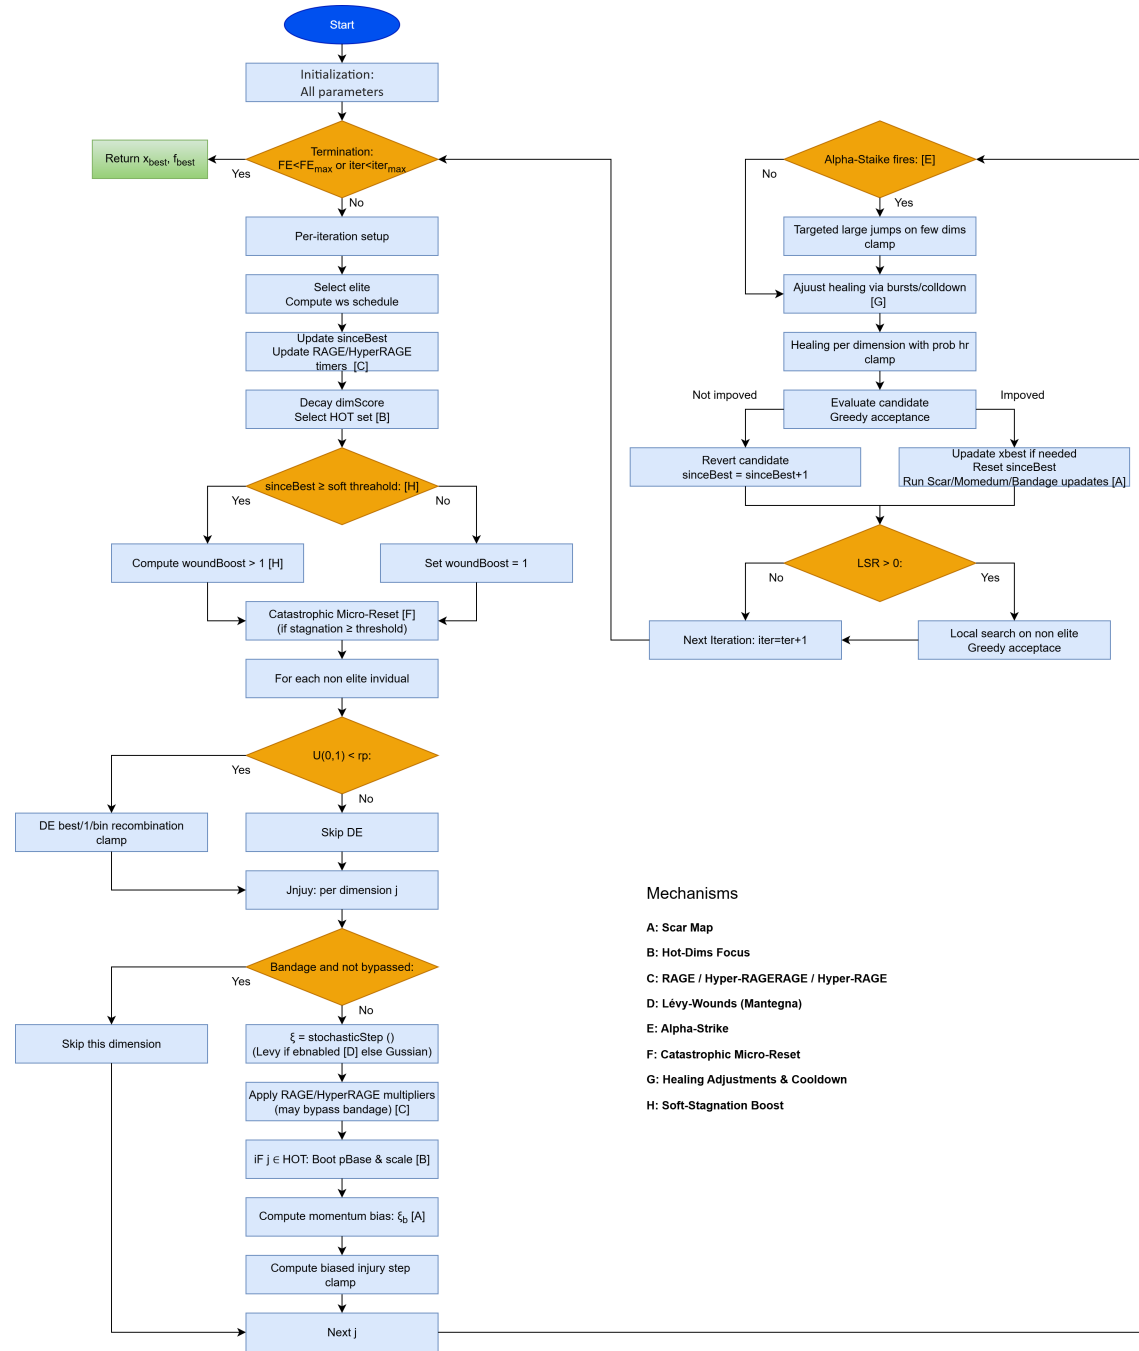 Start
Initialization:
All parameters
Termination:
FE<FEmax or iter<itermax
Yes
Return xbest, fbest
No
Per-iteration setup
Select elite
Compute ws schedule
Update sinceBest
Update RAGE/HyperRAGE
timers [C]
Decay dimScore
Select HOT set [B]
sinceBest ≥ soft threahold: [H]
Yes
No
Compute woundBoost > 1 [H]
Set woundBoost = 1
Catastrophic Micro-Reset [F]
(if stagnation ≥ threshold)
For each non elite invidual
U(0,1) < rp:
Yes
No
DE best/1/bin recombination
clamp
Skip DE
Jnjuy: per dimension j
Bandage and not bypassed:
Yes
No
Skip this dimension
ξ = stochasticStep ()
(Levy if ebnabled [D] else Gussian)
Apply RAGE/HyperRAGE multipliers
(may bypass bandage) [C]
iF j ∈ HOT: Boot pBase & scale [B]
Compute momentum bias: ξb [A]
Compute biased injury step
clamp
Next j
Alpha-Staike fires: [E]
No
Yes
Targeted large jumps on few dims
clamp
Ajuust healing via bursts/colldown
[G]
Healing per dimension with prob hr
clamp
Not impoved
Evaluate candidate
Greedy acceptance
Impoved
Revert candidate
sinceBest = sinceBest+1
Upadate xbest if needed
Reset sinceBest
Run Scar/Momedum/Bandage upadates [A]
LSR > 0:
No
Yes
Next Iteration: iter=ter+1
Local search on non elite
Greedy acceptace
Mechanisms
A: Scar Map
B: Hot-Dims Focus
C: RAGE / Hyper-RAGERAGE / Hyper-RAGE
D: Lévy-Wounds (Mantegna)
E: Alpha-Strike
F: Catastrophic Micro-Reset
G: Healing Adjustments & Cooldown
H: Soft-Stagnation Boost